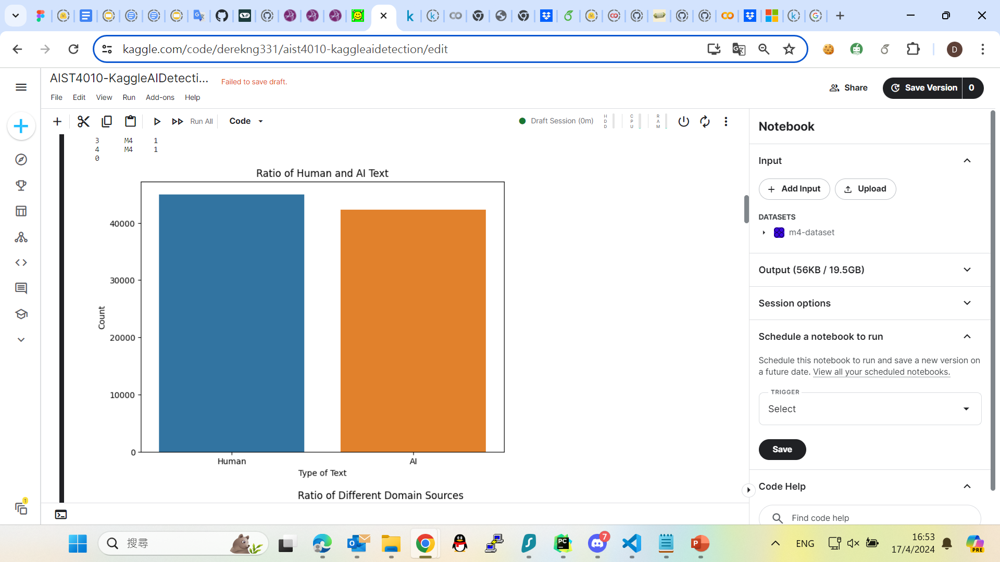 kaggle.com/code/derekng331/aist4010-kaggleaidetection/edit
D
AIST4010-KaggleAIDetecti...
Failed to save draft.
File Edit View Run Add-ons Help
Share
Save Version 0
Run All
Code
Draft Session (0m)
HDD
CPU
RAM
3 M4 1
4 M4 1
0
Ratio of Human and AI Text
40000
30000
20000
10000
0
Count
Human AI
Type of Text
Ratio of Different Domain Sources
Notebook
Input
Add Input
Upload
DATASETS
m4-dataset
Output (56KB / 19.5GB)
Session options
Schedule a notebook to run
Schedule this notebook to run and save a new version on
a future date. View all your scheduled notebooks.
TRIGGER
Select
Save
Code Help
Find code help
1
搜尋
PC
7
P
ENG
16:53
17/4/2024
PRE